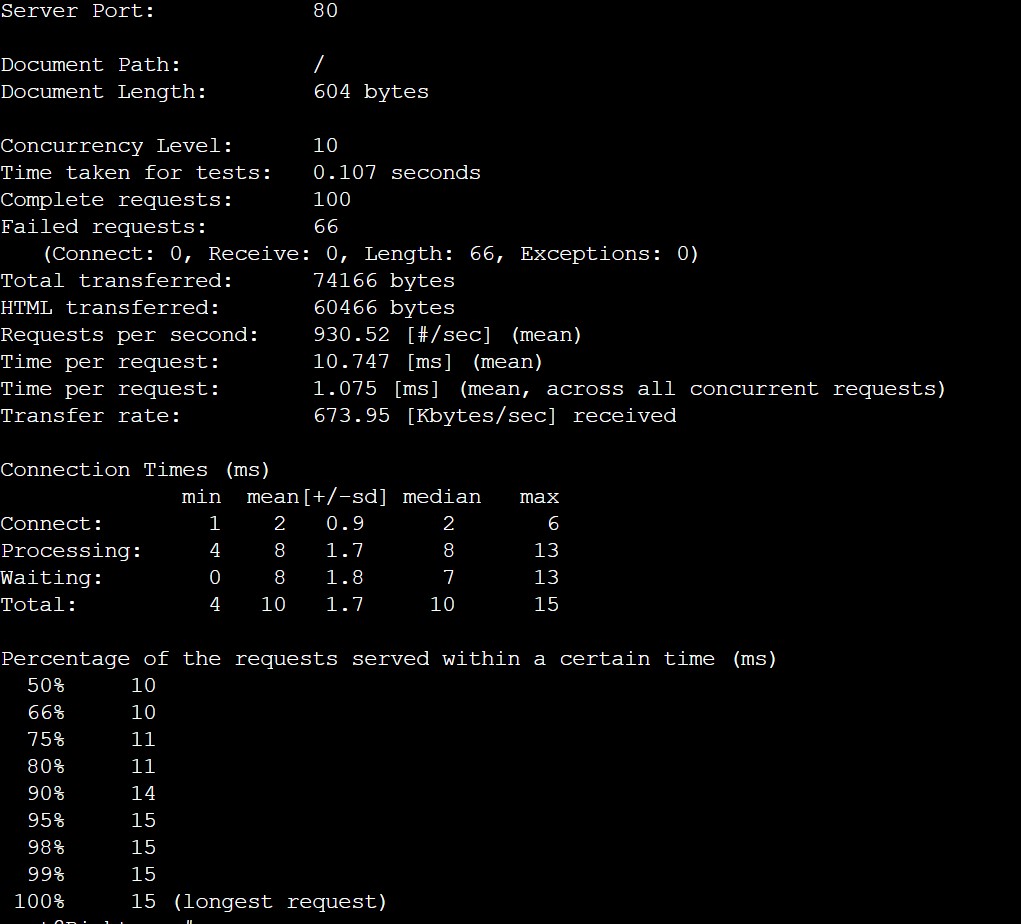 Server Port: 80
Document Path: /
Document Length: 604 bytes
Concurrency Level: 10
Time taken for tests: 0.107 seconds
Complete requests: 100
Failed requests: 66
(Connect: 0, Receive: 0, Length: 66, Exceptions: 0)
Total transferred: 74166 bytes
HTML transferred: 60466 bytes
Requests per second: 930.52 [#/sec] (mean)
Time per request: 10.747 [ms] (mean)
Time per request: 1.075 [ms] (mean, across all concurrent requests)
Transfer rate: 673.95 [Kbytes/sec] received
Connection Times (ms)
min mean[+/-sd] median max
Connect: 1 2 0.9 2 6
Processing: 4 8 1.7 8 13
Waiting: 0 8 1.8 7 13
Total: 4 10 1.7 10 15
Percentage of the requests served within a certain time (ms)
50% 10
66% 10
75% 11
80% 11
90% 14
95% 15
98% 15
99% 15
100% 15 (longest request)